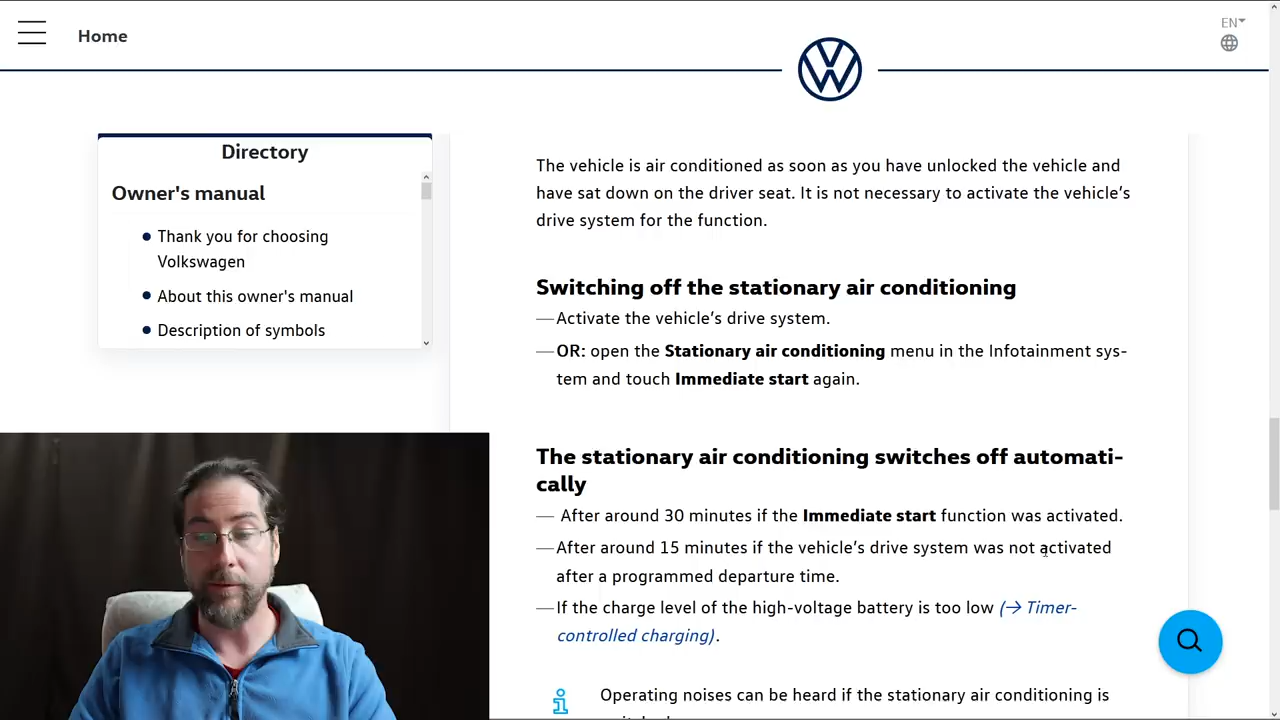 Home
EN
Directory
Owner's manual
Thank you for choosing
Volkswagen
About this owner's manual
Description of symbols
The vehicle is air conditioned as soon as you have unlocked the vehicle and
have sat down on the driver seat. It is not necessary to activate the vehicle's
drive system for the function.
Switching off the stationary air conditioning
— Activate the vehicle's drive system.
— OR: open the Stationary air conditioning menu in the Infotainment sys-
tem and touch Immediate start again.
The stationary air conditioning switches off automati-
cally
— After around 30 minutes if the Immediate start function was activated.
— After around 15 minutes if the vehicle's drive system was not activated
after a programmed departure time.
— If the charge level of the high-voltage battery is too low (→ Timer-
controlled charging).
Operating noises can be heard if the stationary air conditioning is